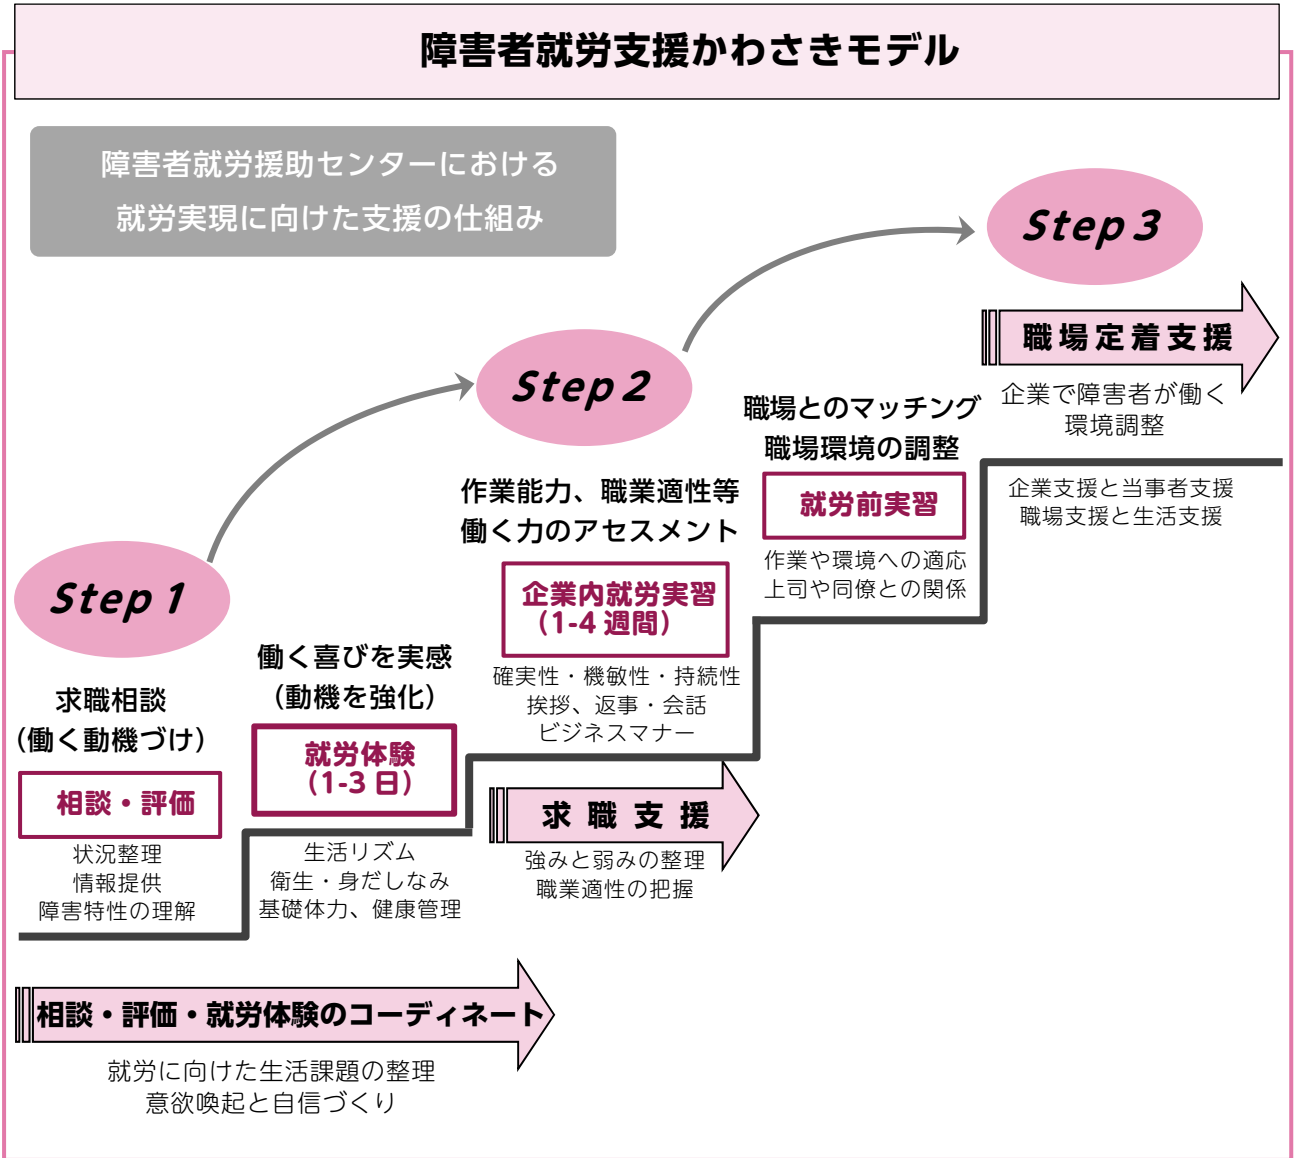 障害者就労支援かわさきモデル
障害者就労援助センターにおける
就労実現に向けた支援の仕組み
Step 1
求職相談
(働く動機づけ)
相談・評価
状況整理
情報提供
障害特性の理解
働く喜びを実感
(動機を強化)
就労体験
(1-3 日)
生活リズム
衛生・身だしなみ
基礎体力、健康管理
相談・評価・就労体験のコーディネート
就労に向けた生活課題の整理
意欲喚起と自信づくり
Step 2
作業能力、職業適性等
働く力のアセスメント
企業内就労実習
(1-4 週間)
確実性・機敏性・持続性
挨拶、返事・会話
ビジネスマナー
求職支援
強みと弱みの整理
職業適性の把握
職場とのマッチング
職場環境の調整
就労前実習
作業や環境への適応
上司や同僚との関係
Step 3
職場定着支援
企業で障害者が働く
環境調整
企業支援と当事者支援
職場支援と生活支援